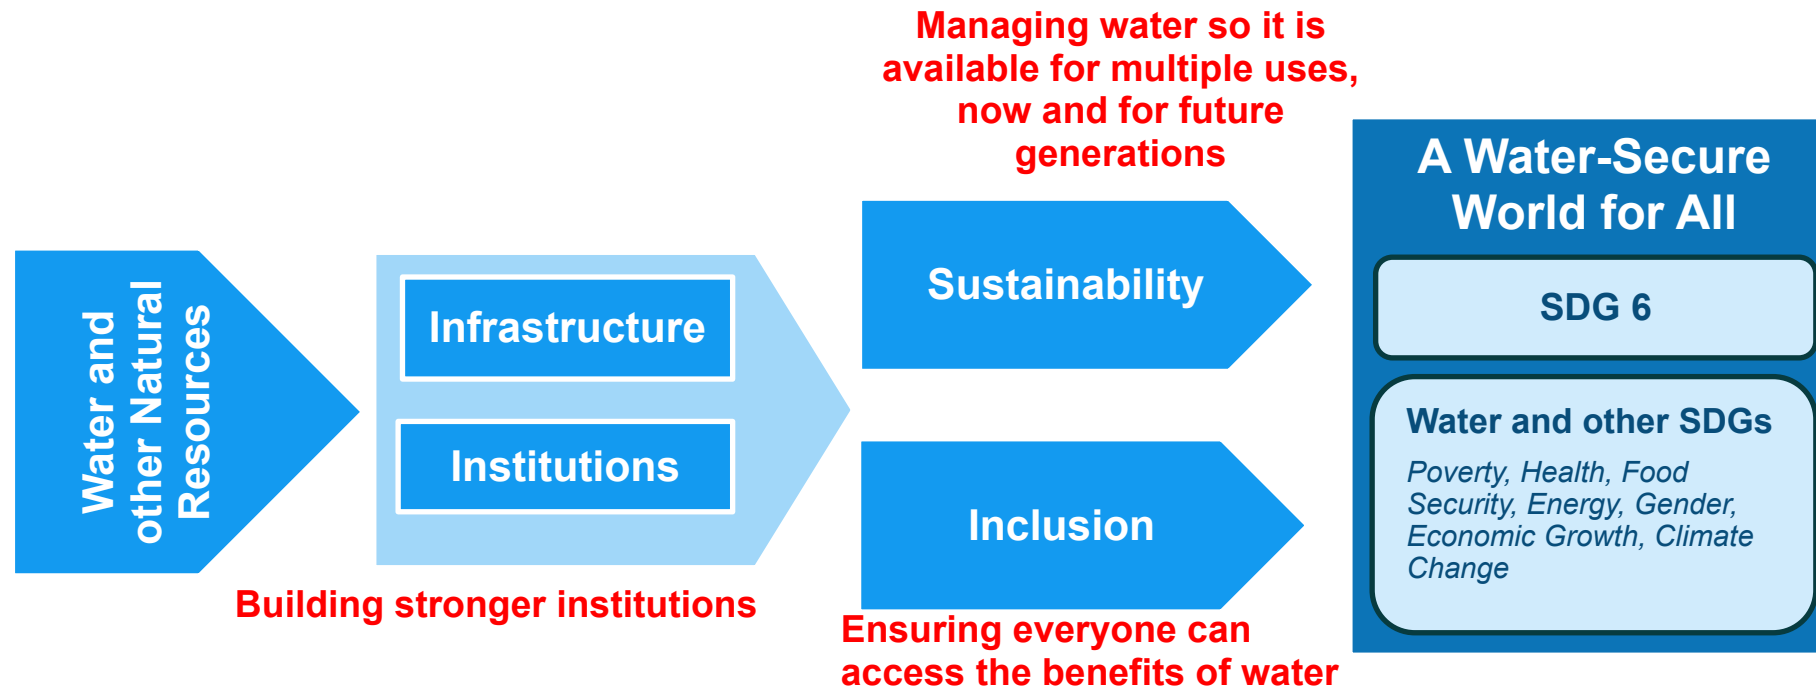 Managing water so it is
available for multiple uses,
now and for future
generations
Water and
other Natural
Resources
Infrastructure
Institutions
Building stronger institutions
Sustainability
Inclusion
Ensuring everyone can
access the benefits of water
A Water-Secure
World for All
SDG 6
Water and other SDGs
Poverty, Health, Food
Security, Energy, Gender,
Economic Growth, Climate
Change